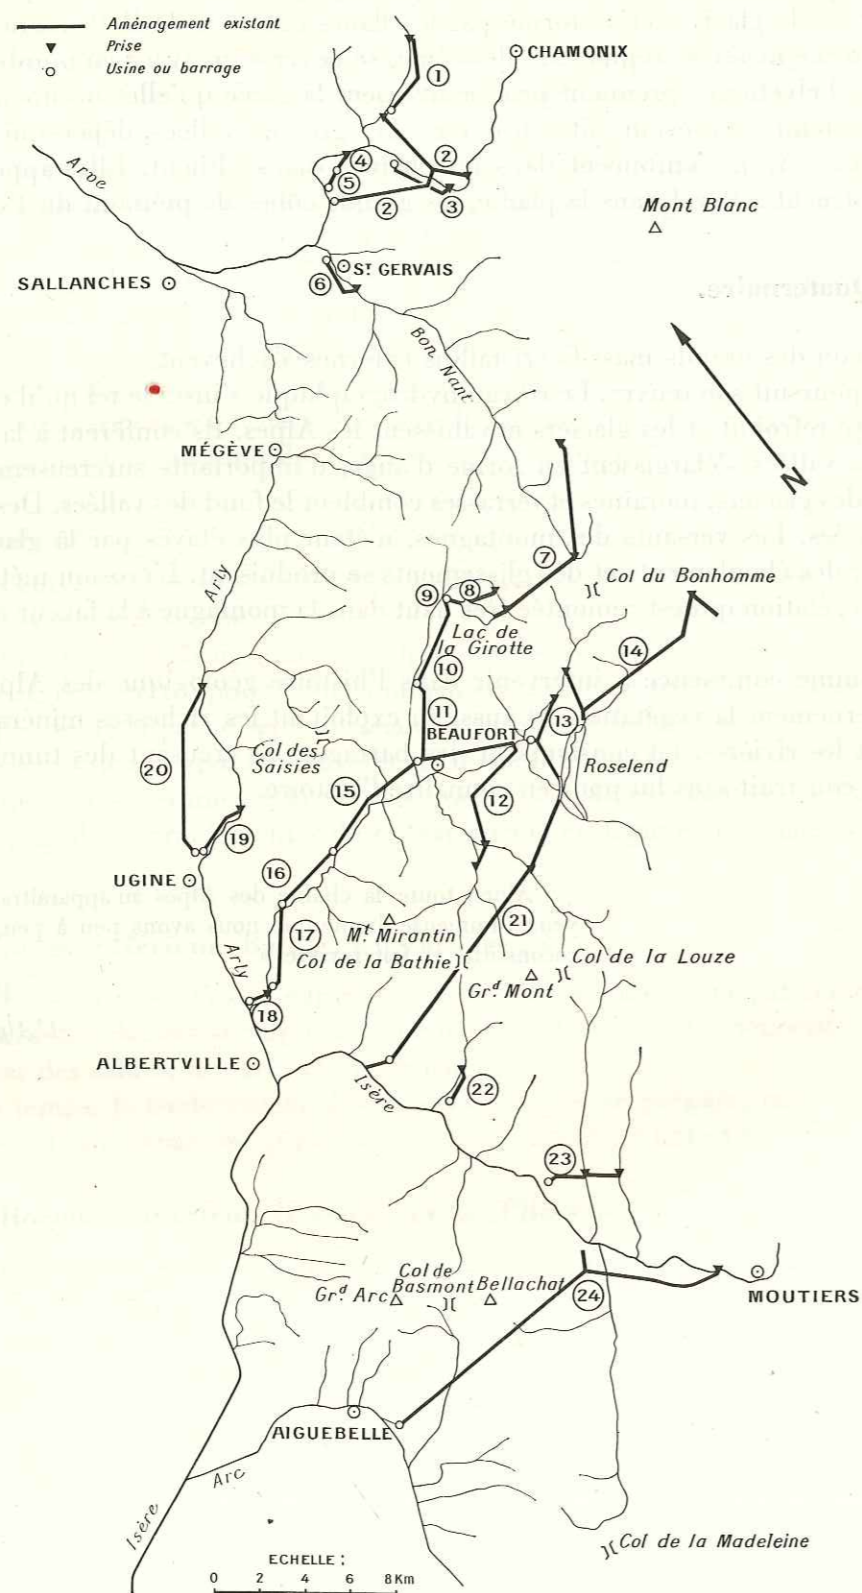 Aménagement existant
Prise
Usine ou barrage
CHAMONIX
1
Arve
4
2
5
2
3
Mont Blanc
SALLANCHES
ST GERVAIS
6
Bon Nant
N
MÉGÈVE
Arly
7
Col du Bonhomme
9
8
Lac de
la Girotte
14
10
11
BEAUFORT
13
Roselend
Col des
Saisies
20
15
12
19
16
UGINE
17
Mt Mirantin
21
Col de la Bathie
Col de la Louze
Grd Mont
Arly
18
ALBERTVILLE
Isère
22
23
Col de
Basmont
Bellachat
Grd Arc
24
MOUTIERS
AIGUEBELLE
Arc
Isère
Col de la Madeleine
ECHELLE :
0 2 4 6 8 Km